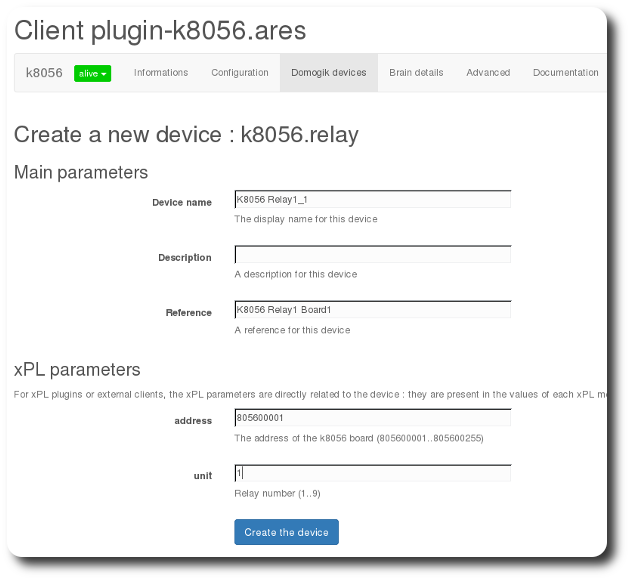 Client plugin-k8056.ares
k8056 alive Informations Configuration Domogik devices Brain details Advanced Documentation
Create a new device : k8056.relay
Main parameters
Device name K8056 Relay1_1
The display name for this device
Description
A description for this device
Reference K8056 Relay1 Board1
A reference for this device
xPL parameters
For xPL plugins or external clients, the xPL parameters are directly related to the device : they are present in the values of each xPL
address 805600001
The address of the k8056 board (805600001..805600255)
unit 1
Relay number (1..9)
Create the device